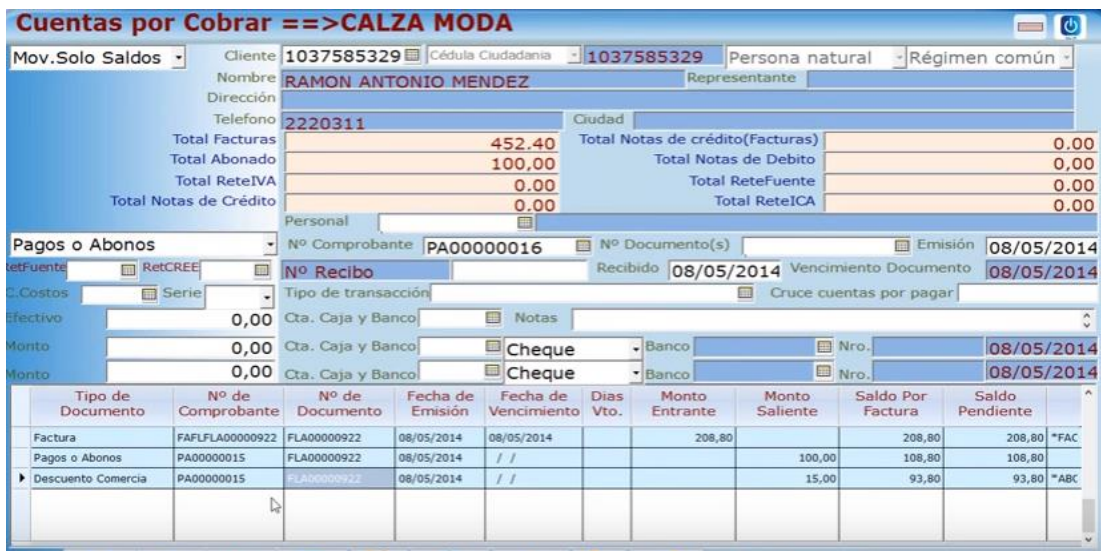 Cuentas por Cobrar ==>CALZA MODA
Mov.Solo Saldos Cliente 1037585329 Cédula Ciudadania 1037585329 Persona natural Régimen común
Nombre RAMON ANTONIO MENDEZ Representante
Dirección
Telefono 2220311 Ciudad
Total Facturas 452.40 Total Notas de crédito(Facturas) 0.00
Total Abonado 100,00 Total Notas de Debito 0,00
Total ReteIVA 0.00 Total ReteFuente 0.00
Total Notas de Crédito 0.00 Total ReteICA 0.00
Personal
Pagos o Abonos Nº Comprobante PA00000016 Nº Documento(s) Emisión 08/05/2014
etFuente RetCREE Nº Recibo Recibido 08/05/2014 Vencimiento Documento 08/05/2014
C.Costos Serie Tipo de transacción Cruce cuentas por pagar
Efectivo 0,00 Cta. Caja y Banco Notas
Monto 0,00 Cta. Caja y Banco Cheque Banco Nro. 08/05/2014
Monto 0,00 Cta. Caja y Banco Cheque Banco Nro. 08/05/2014
Tipo de Documento Nº de Comprobante Nº de Documento Fecha de Emisión Fecha de Vencimiento Dias Vto. Monto Entrante Monto Saliente Saldo Por Factura Saldo Pendiente
Factura FAFLFLA00000922 FLA00000922 08/05/2014 08/05/2014 208,80 208,80 208,80 *FAC
Pagos o Abonos PA00000015 FLA00000922 08/05/2014 / / 100,00 108,80 108,80
Descuento Comercia PA00000015 FLA00000922 08/05/2014 / / 15,00 93,80 93,80 *ABC